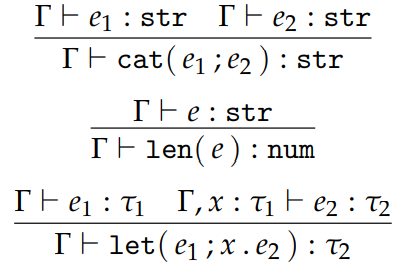 Γ ⊢ e₁ : str Γ ⊢ e₂ : str
Γ ⊢ cat( e₁ ; e₂ ) : str
Γ ⊢ e : str
Γ ⊢ len( e ) : num
Γ ⊢ e₁ : τ₁ Γ, x : τ₁ ⊢ e₂ : τ₂
Γ ⊢ let( e₁ ; x . e₂ ) : τ₂